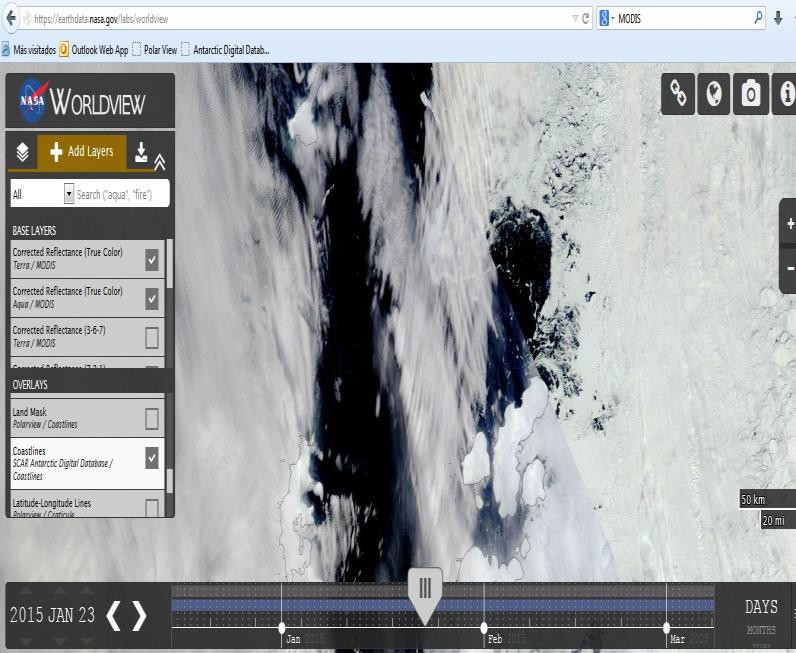 https://earthdata.nasa.gov/labs/worldview
MODIS
Más visitados Outlook Web App Polar View Antarctic Digital Datab...
NASA WORLDVIEW
Add Layers
All Search ("aqua", "fire")
BASE LAYERS
Corrected Reflectance (True Color)
Terra / MODIS
Corrected Reflectance (True Color)
Aqua / MODIS
Corrected Reflectance (3-6-7)
Terra / MODIS
OVERLAYS
Land Mask
Polarview / Coastlines
Coastlines
SCAR Antarctic Digital Database /
Coastlines
Latitude-Longitude Lines
Polarview / Graticule
50 km
20 mi
2015 JAN 23
Jan 2015 Feb 2015 Mar 2015
DAYS
MONTHS